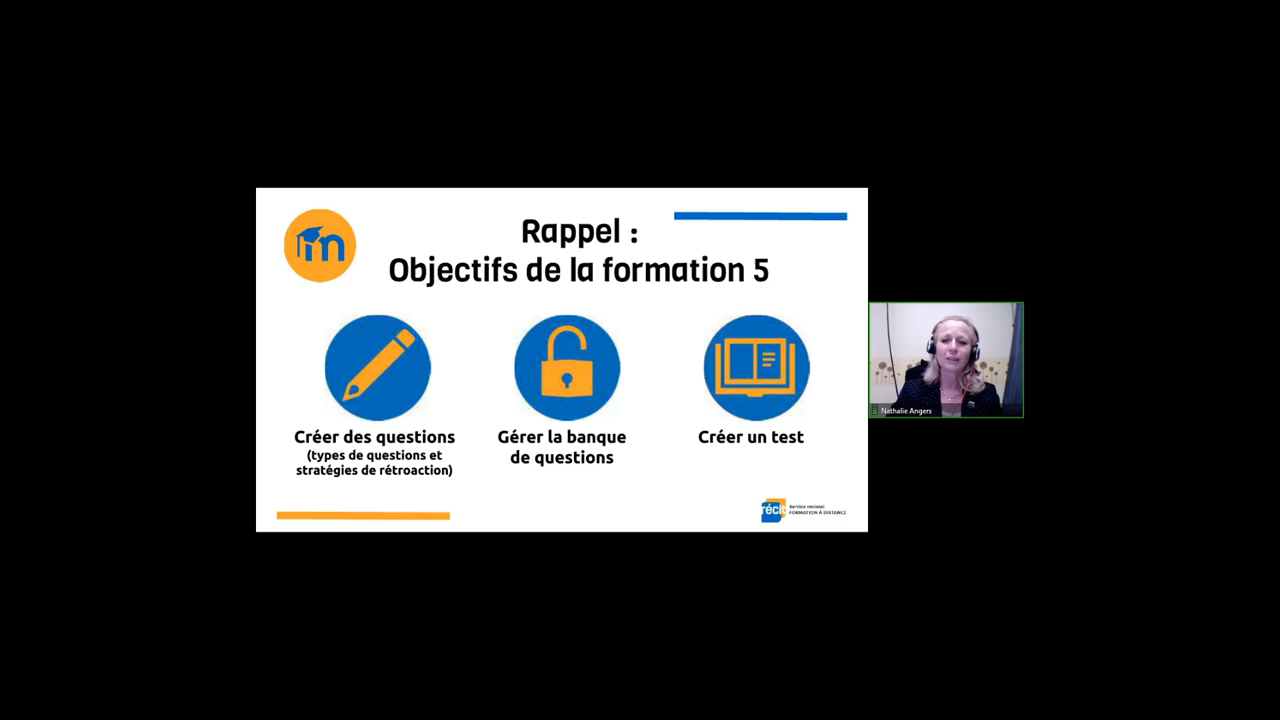 Rappel :
Objectifs de la formation 5
Créer des questions
(types de questions et
stratégies de rétroaction)
Gérer la banque
de questions
Créer un test
récit
Service national
FORMATION À DISTANCE
Nathalie Angers